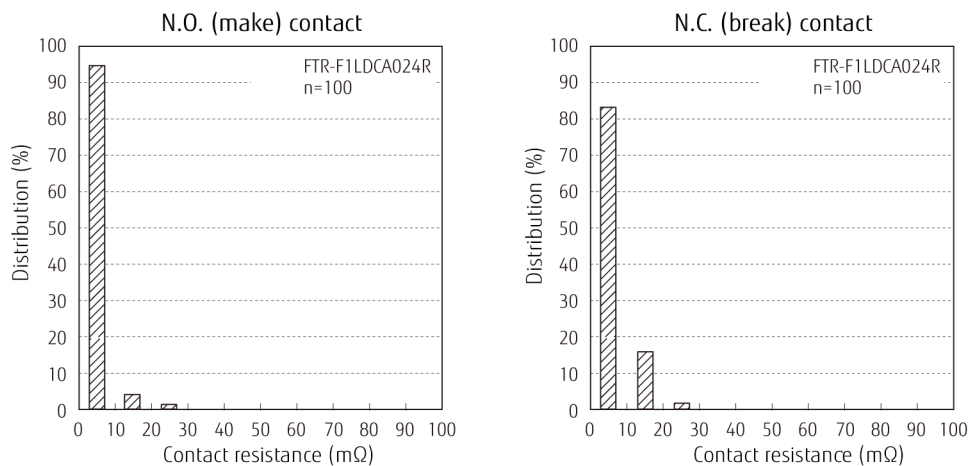 N.O. (make) contact
FTR-F1LDCA024R
n=100
Distribution (%)
100
90
80
70
60
50
40
30
20
10
0
0 10 20 30 40 50 60 70 80 90 100
Contact resistance (mΩ)
N.C. (break) contact
FTR-F1LDCA024R
n=100
Distribution (%)
100
90
80
70
60
50
40
30
20
10
0
0 10 20 30 40 50 60 70 80 90 100
Contact resistance (mΩ)